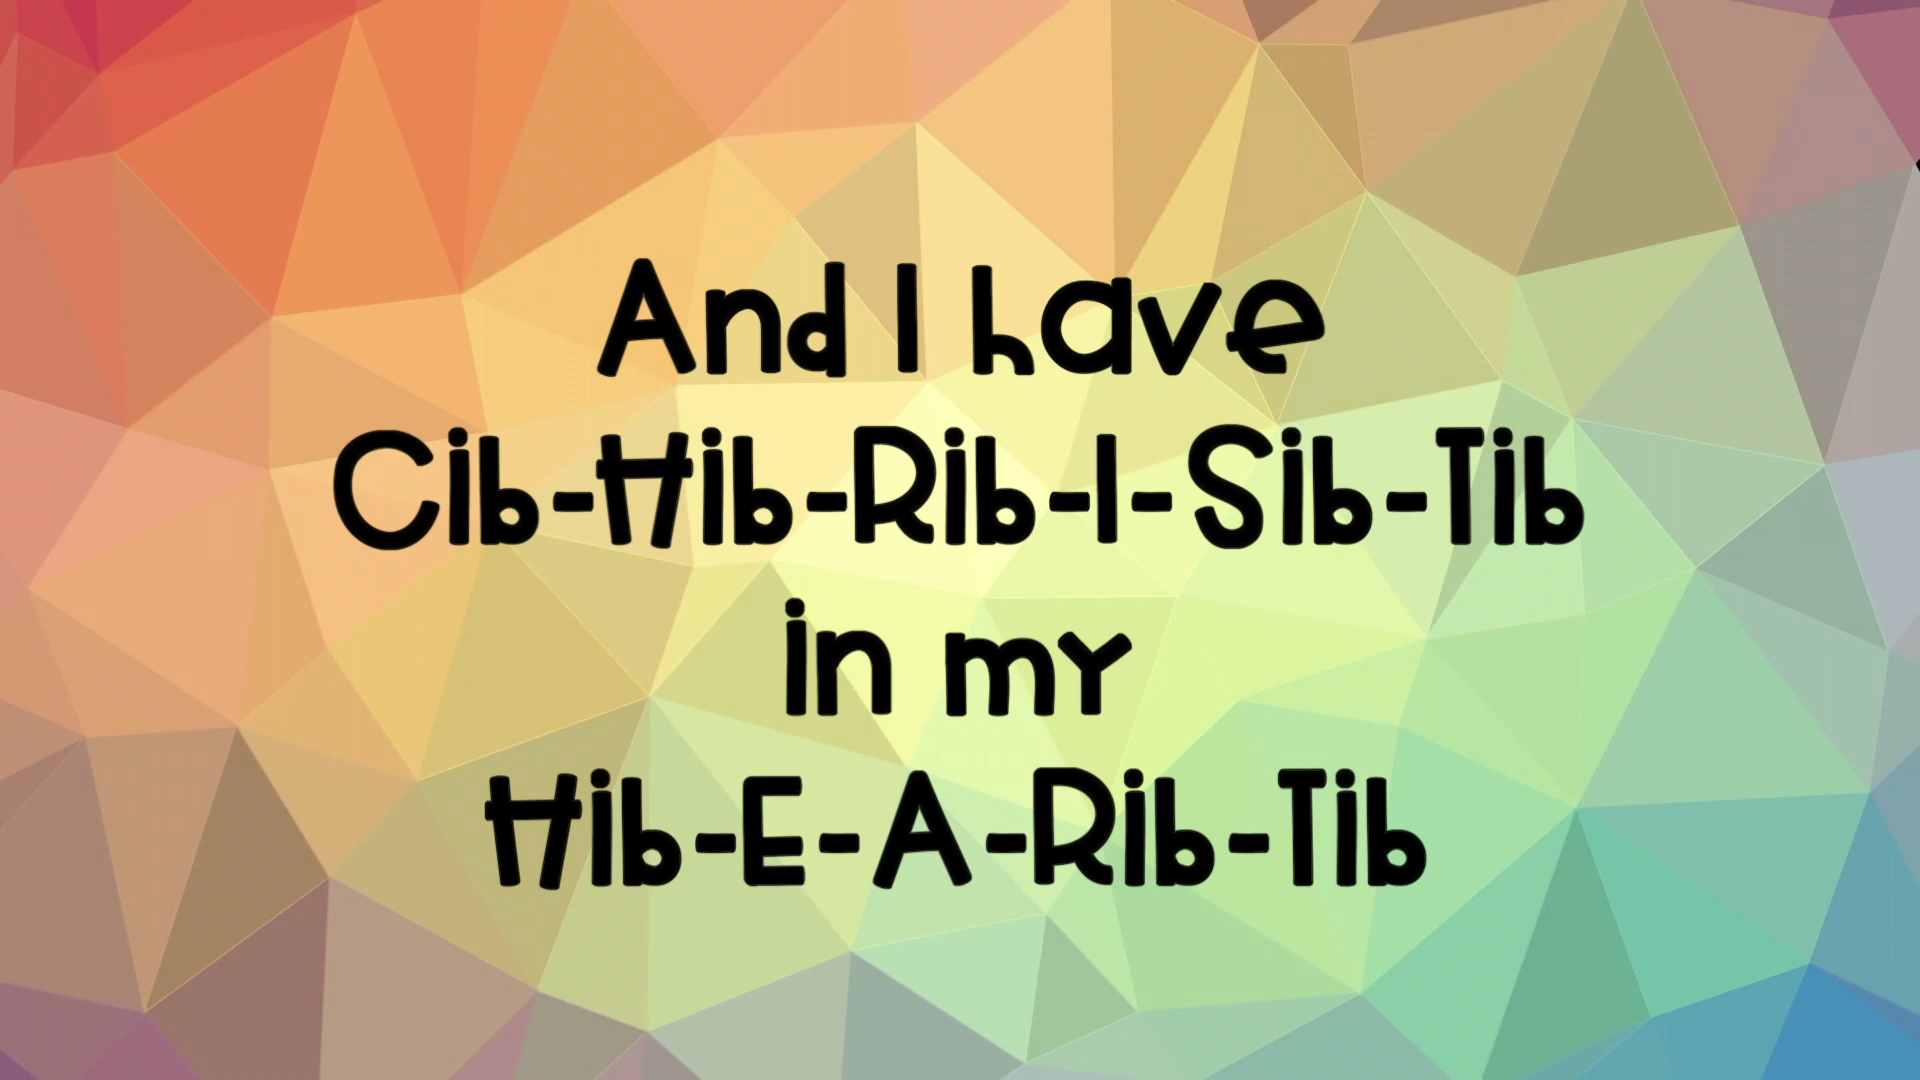 And I have
Cib-Hib-Rib-I-Sib-Tib
in my
Hib-E-A-Rib-Tib